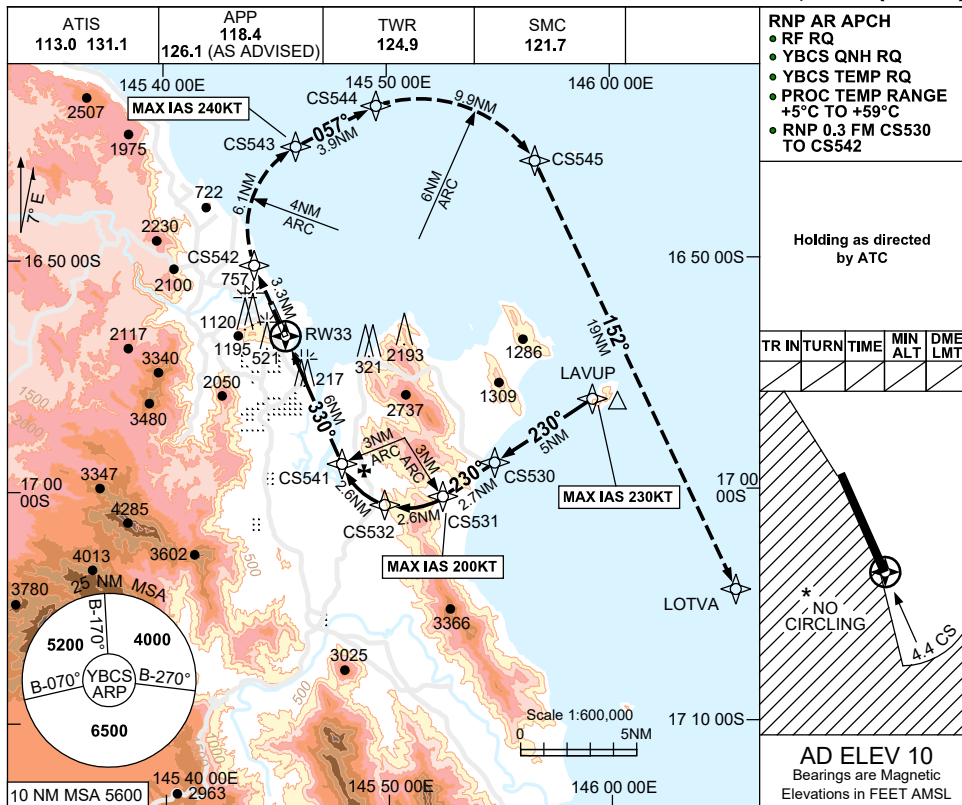 ATIS
113.0 131.1
APP
118.4
126.1 (AS ADVISED)
TWR
124.9
SMC
121.7
RNP AR APCH
RF RQ
YBCS QNH RQ
YBCS TEMP RQ
PROC TEMP RANGE
+5°C TO +59°C
RNP 0.3 FM CS530
TO CS542
Holding as directed
by ATC
TR IN
TURN
TIME
MIN
ALT
DME
LMT
145 40 00E
145 50 00E
146 00 00E
2507
1975
MAX IAS 240KT
CS544
057°
3.9NM
9.9NM
CS543
CS545
7° E
722
6.1NM
4NM
ARC
6NM
ARC
2230
CS542
16 50 00S
16 50 00S
2100
757
3.3NM
1120
RW33
1195
521
2117
321
2193
1286
152°
19NM
3340
217
LAVUP
2050
2737
1309
3480
1500
2000
330°
6NM
230°
5NM
3NM
ARC
3NM
ARC
CS541
230°
2.7NM
CS530
MAX IAS 230KT
3347
17 00
00S
17 00
00S
2.6NM
2.6NM
CS531
CS532
4285
500
3602
MAX IAS 200KT
4013
3780
25 NM MSA
LOTVA
B-170°
5200
4000
B-070°
YBCS
ARP
B-270°
6500
3366
3025
500
500
1000
17 10 00S
Scale 1:600,000
0
5NM
10 NM MSA 5600
145 40 00E
2963
145 50 00E
146 00 00E
* NO
CIRCLING
4.4 CS
AD ELEV 10
Bearings are Magnetic
Elevations in FEET AMSL